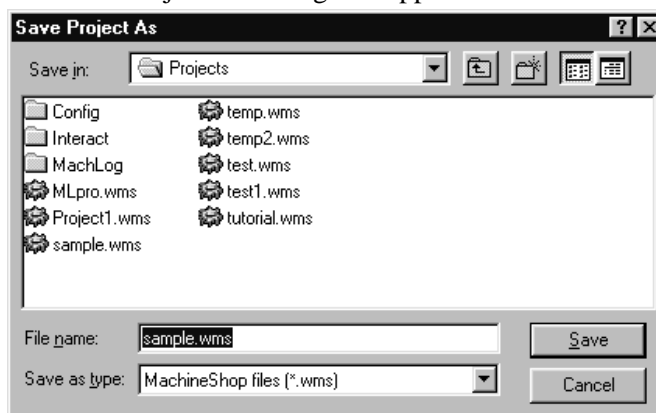 Save Project As
Save in: Projects
Config
Interact
MachLog
MLpro.wms
Project1.wms
sample.wms
temp.wms
temp2.wms
test.wms
test1.wms
tutorial.wms
File name: sample.wms Save
Save as type: MachineShop files (*.wms) Cancel